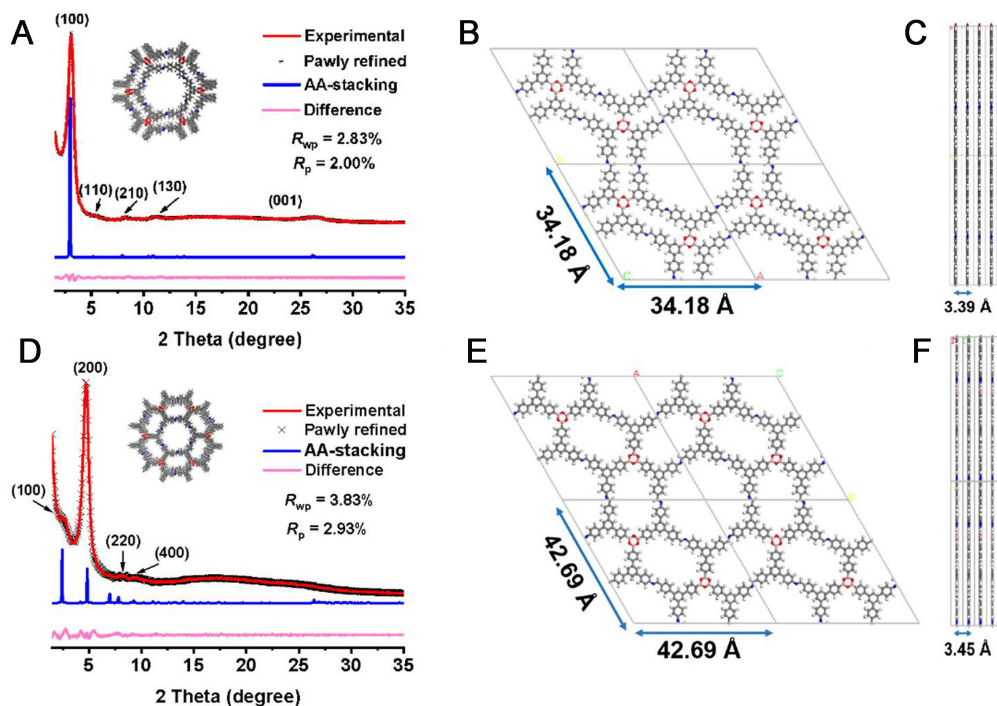 A
(100)
Experimental
Pawly refined
AA-stacking
Difference
Rwp = 2.83%
Rp = 2.00%
(110)
(210)
(130)
(001)
5 10 15 20 25 30 35
2 Theta (degree)
B
B
34.18 Å
C
A
34.18 Å
C
3.39 Å
D
(200)
Experimental
Pawly refined
AA-stacking
Difference
Rwp = 3.83%
Rp = 2.93%
(100)
(220)
(400)
5 10 15 20 25 30 35
2 Theta (degree)
E
A
C
42.69 Å
42.69 Å
F
3.45 Å